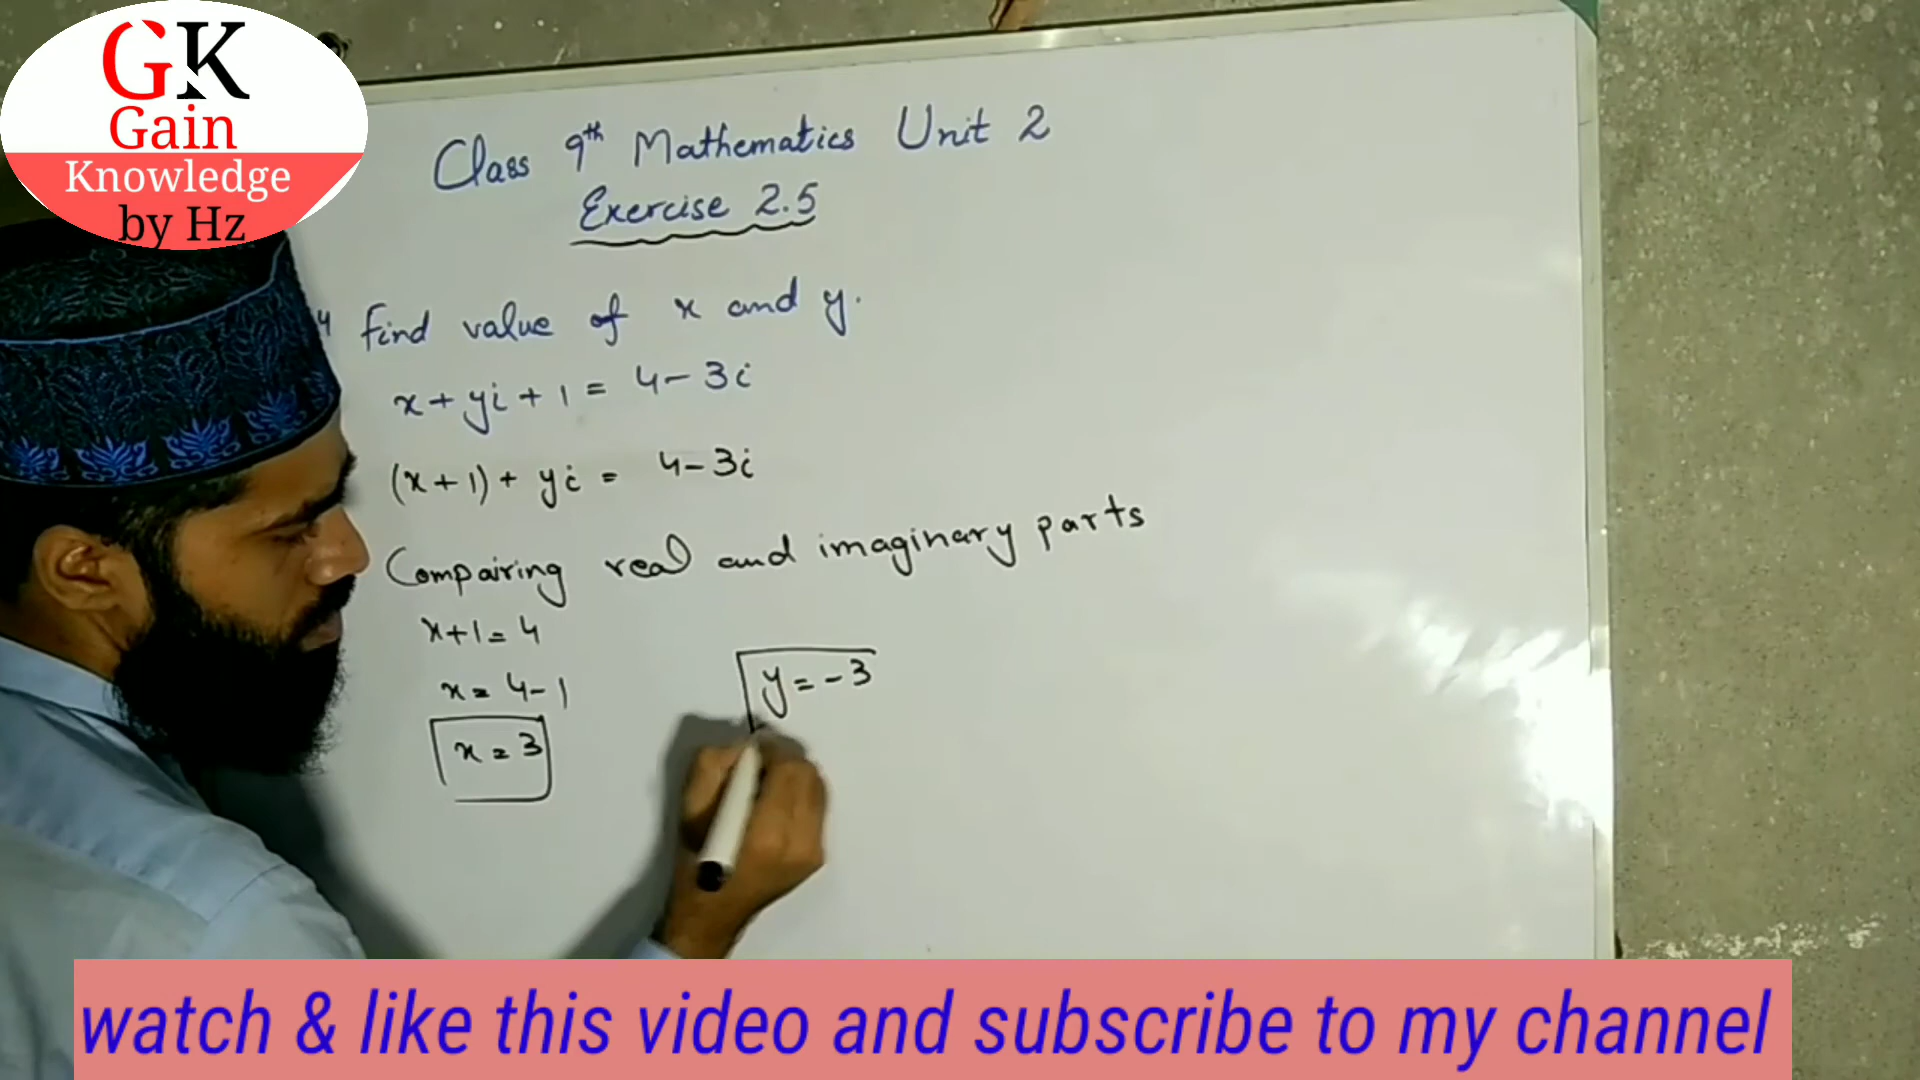 GK
Gain
Knowledge
by Hz
Class 9th Mathematics Unit 2
Exercise 2.5
4 Find value of x and y.
x + yi + 1 = 4 - 3i
(x + 1) + yi = 4 - 3i
Compairing real and imaginary parts
x + 1 = 4
x = 4 - 1
y = - 3
x = 3
watch & like this video and subscribe to my channel